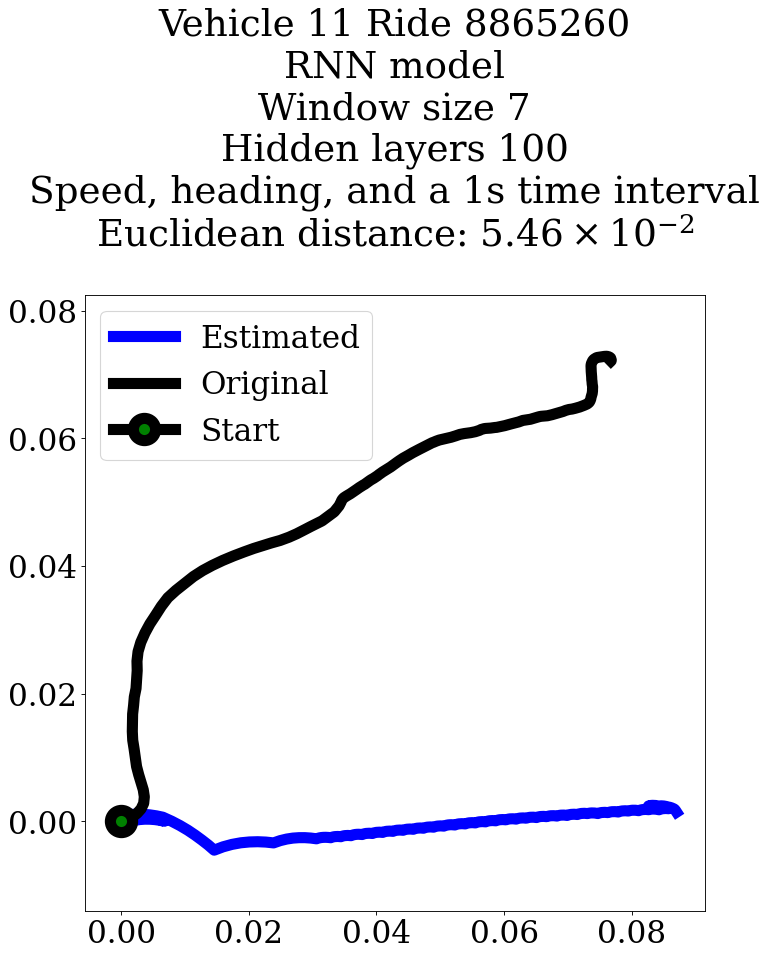 Vehicle 11 Ride 8865260
RNN model
Window size 7
Hidden layers 100
Speed, heading, and a 1s time interval
Euclidean distance: 5.46 × 10⁻²
0.08
0.06
0.04
0.02
0.00
Estimated
Original
Start
0.00 0.02 0.04 0.06 0.08